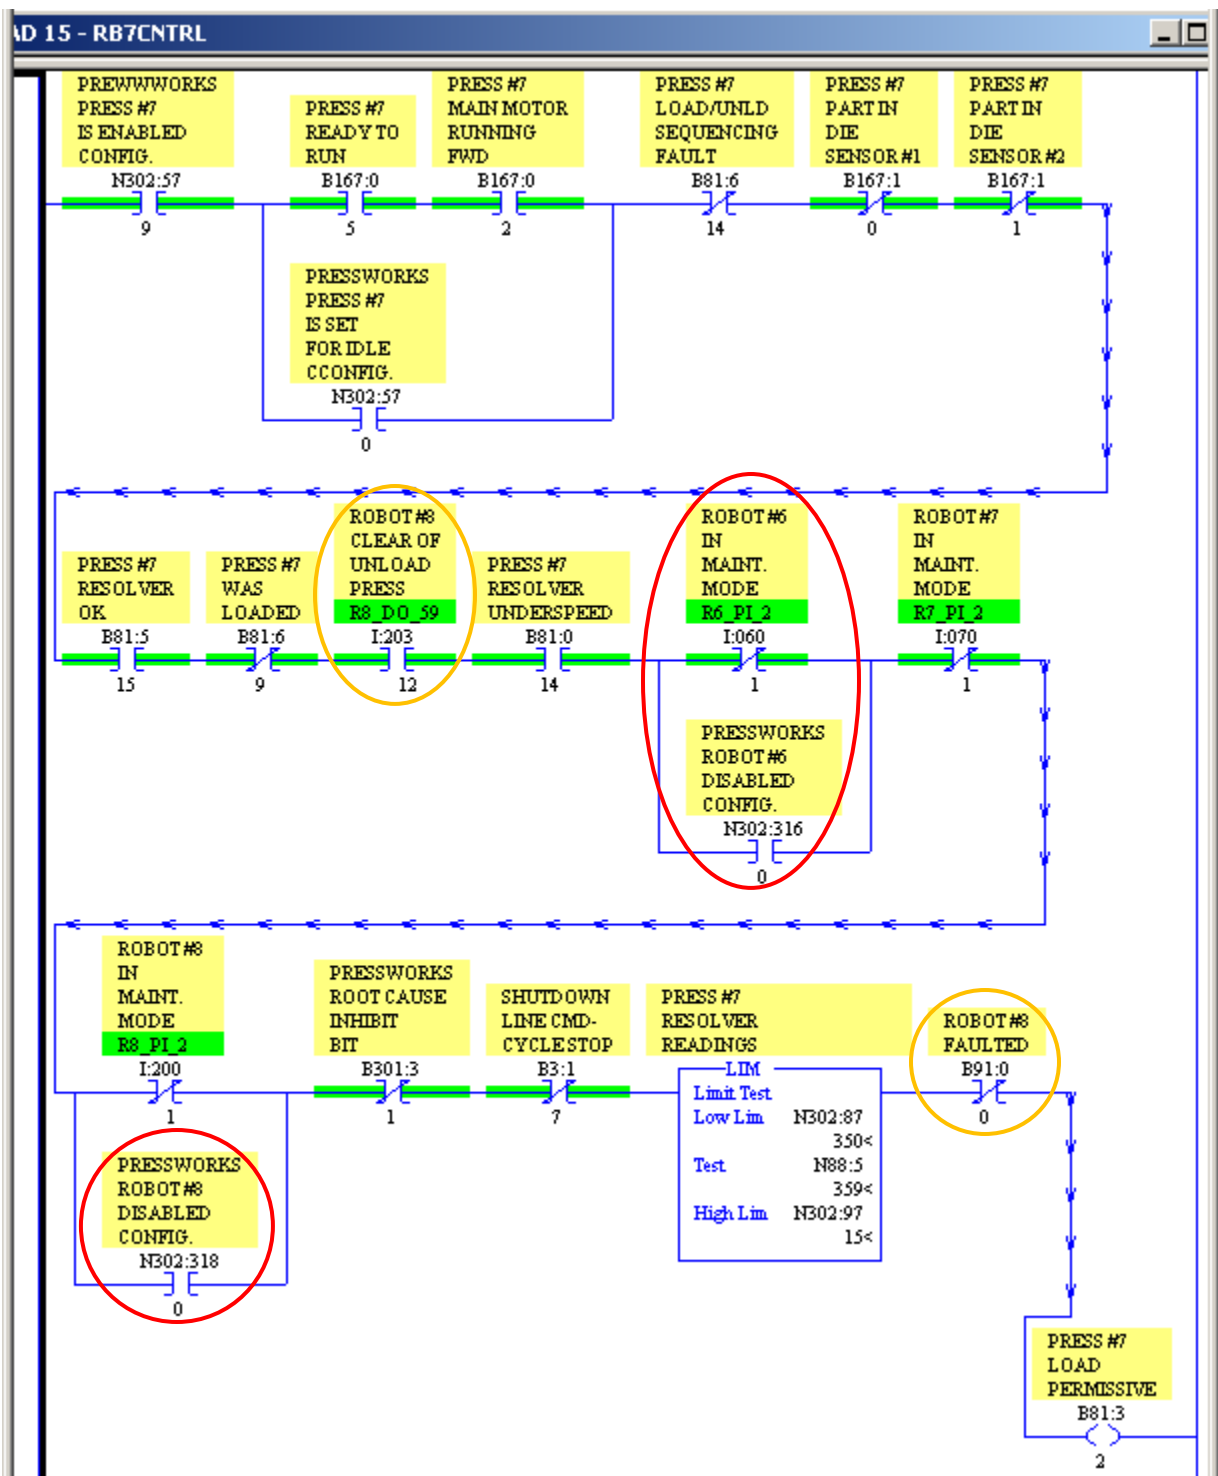 AD 15 - RB7CNTRL
PREWWWORKS
PRESS #7
IS ENABLED
CONFIG.
N302:57
9
PRESS #7
READY TO
RUN
B167:0
5
PRESS #7
MAIN MOTOR
RUNNING
FWD
B167:0
2
PRESS #7
LOAD/UNLD
SEQUENCING
FAULT
B81:6
14
PRESS #7
PART IN
DIE
SENSOR #1
B167:1
0
PRESS #7
PART IN
DIE
SENSOR #2
B167:1
1
PRESSWORKS
PRESS #7
IS SET
FOR IDLE
CCONFIG.
N302:57
0
PRESS #7
RESOLVER
OK
B81:5
15
PRESS #7
WAS
LOADED
B81:6
9
ROBOT #8
CLEAR OF
UNLOAD
PRESS
R8_DO_59
I:203
12
PRESS #7
RESOLVER
UNDERSPEED
B81:0
14
ROBOT #6
IN
MAINT.
MODE
R6_PI_2
I:060
1
ROBOT #7
IN
MAINT.
MODE
R7_PI_2
I:070
1
PRESSWORKS
ROBOT #6
DISABLED
CONFIG.
N302:316
0
ROBOT #8
IN
MAINT.
MODE
R8_PI_2
I:200
1
PRESSWORKS
ROOT CAUSE
INHIBIT
BIT
B301:3
1
SHUTDOWN
LINE CMD-
CYCLE STOP
B3:1
7
PRESS #7
RESOLVER
READINGS
LIM
Limit Test
Low Lim N302:87
350<
Test N88:5
359<
High Lim N302:97
15<
ROBOT #8
FAULTED
B91:0
0
PRESSWORKS
ROBOT #8
DISABLED
CONFIG.
N302:318
0
PRESS #7
LOAD
PERMISSIVE
B81:3
2